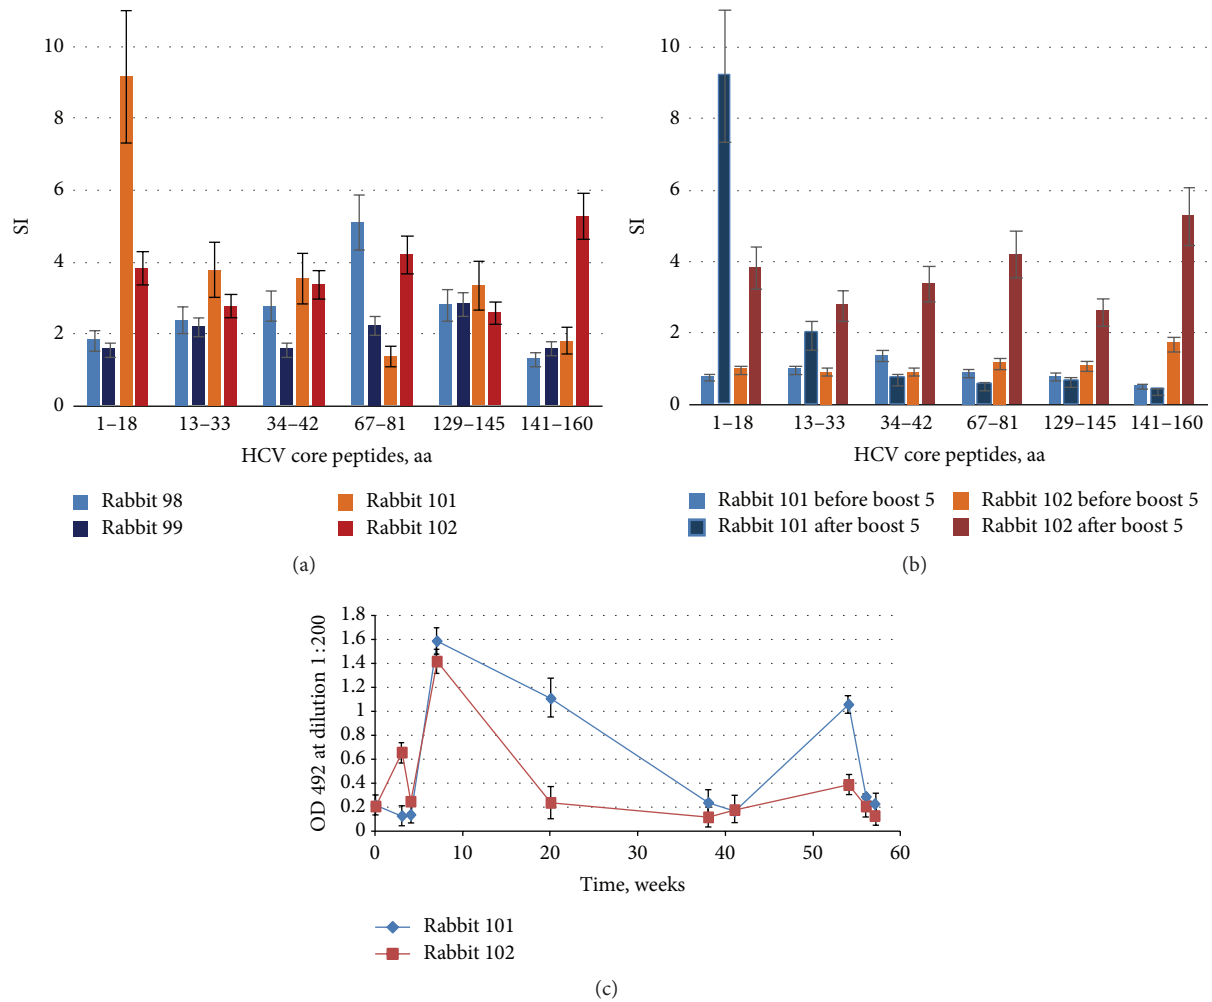 10
8
6
4
2
0
SI
1–18 13–33 34–42 67–81 129–145 141–160
HCV core peptides, aa
Rabbit 98 Rabbit 101
Rabbit 99 Rabbit 102
(a)
10
8
6
4
2
0
SI
1–18 13–33 34–42 67–81 129–145 141–160
HCV core peptides, aa
Rabbit 101 before boost 5 Rabbit 102 before boost 5
Rabbit 101 after boost 5 Rabbit 102 after boost 5
(b)
1.8
1.6
1.4
1.2
1
0.8
0.6
0.4
0.2
0
OD 492 at dilution 1 : 200
0 10 20 30 40 50 60
Time, weeks
Rabbit 101
Rabbit 102
(c)